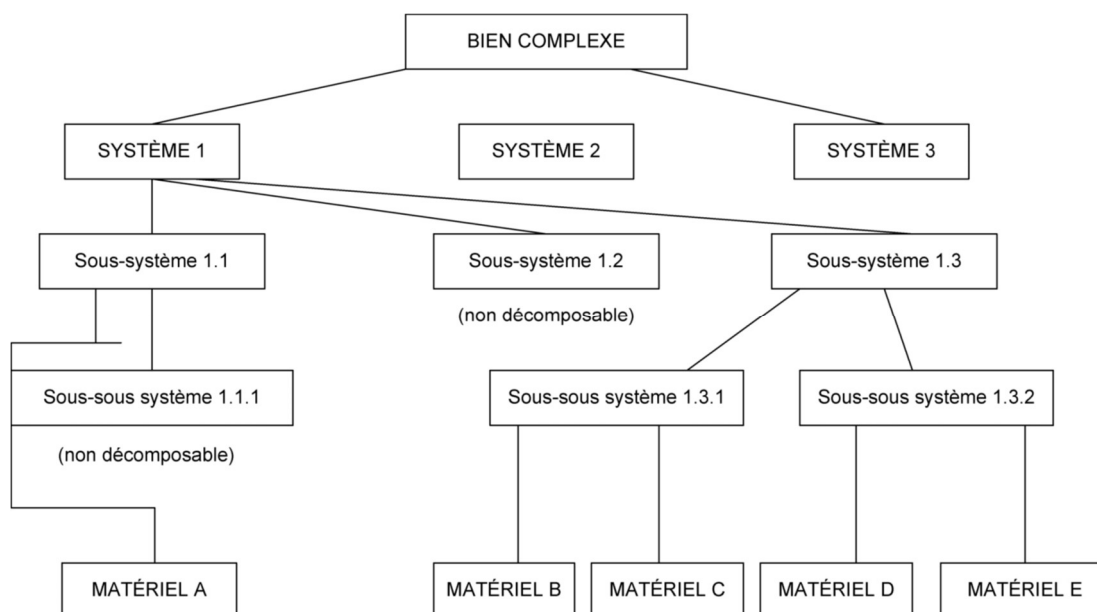 BIEN COMPLEXE
SYSTÈME 1
SYSTÈME 2
SYSTÈME 3
Sous-système 1.1
Sous-système 1.2
Sous-système 1.3
(non décomposable)
Sous-sous système 1.1.1
Sous-sous système 1.3.1
Sous-sous système 1.3.2
(non décomposable)
MATÉRIEL A
MATÉRIEL B
MATÉRIEL C
MATÉRIEL D
MATÉRIEL E